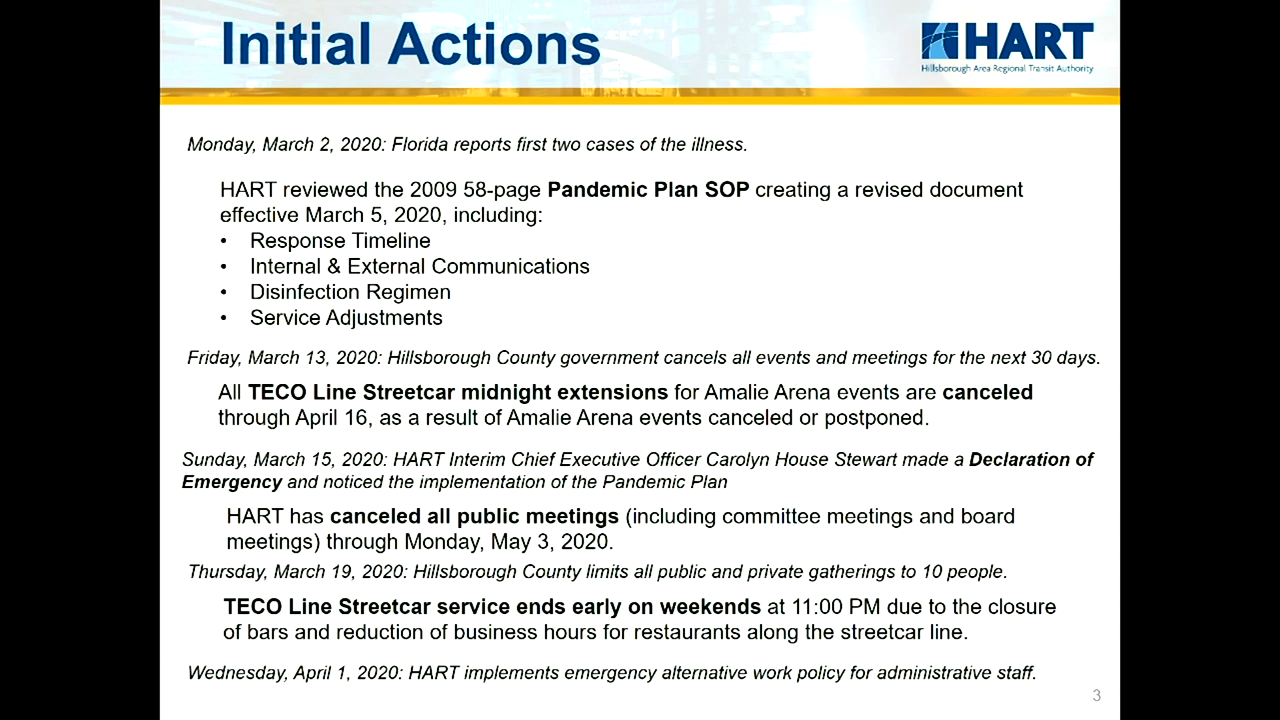 Initial Actions
HART
Hillsborough Area Regional Transit Authority
Monday, March 2, 2020: Florida reports first two cases of the illness.
HART reviewed the 2009 58-page Pandemic Plan SOP creating a revised document
effective March 5, 2020, including:
• Response Timeline
• Internal & External Communications
• Disinfection Regimen
• Service Adjustments
Friday, March 13, 2020: Hillsborough County government cancels all events and meetings for the next 30 days.
All TECO Line Streetcar midnight extensions for Amalie Arena events are canceled
through April 16, as a result of Amalie Arena events canceled or postponed.
Sunday, March 15, 2020: HART Interim Chief Executive Officer Carolyn House Stewart made a Declaration of
Emergency and noticed the implementation of the Pandemic Plan
HART has canceled all public meetings (including committee meetings and board
meetings) through Monday, May 3, 2020.
Thursday, March 19, 2020: Hillsborough County limits all public and private gatherings to 10 people.
TECO Line Streetcar service ends early on weekends at 11:00 PM due to the closure
of bars and reduction of business hours for restaurants along the streetcar line.
Wednesday, April 1, 2020: HART implements emergency alternative work policy for administrative staff.
3